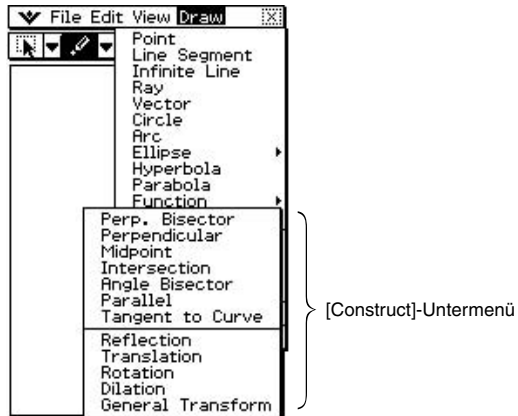 File Edit View Draw
Point
Line Segment
Infinite Line
Ray
Vector
Circle
Arc
Ellipse
Hyperbola
Parabola
Function
Perp. Bisector
Perpendicular
Midpoint
Intersection
Angle Bisector
Parallel
Tangent to Curve
Reflection
Translation
Rotation
Dilation
General Transform
[Construct]-Untermenü